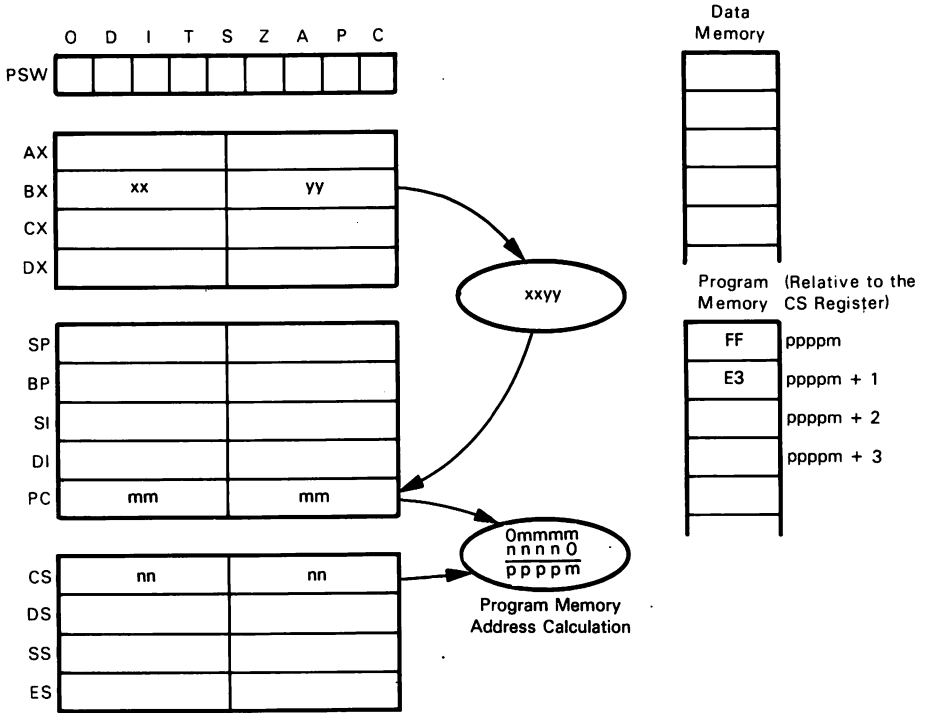 O D I T S Z A P C
PSW
AX
BX xx yy
CX
DX
xxyy
SP
BP
SI
DI
PC mm mm
0mmmm
nnnn0
ppppm
Program Memory
Address Calculation
CS nn nn
DS
SS
ES
Data
Memory
Program (Relative to the
Memory CS Register)
FF ppppm
E3 ppppm + 1
ppppm + 2
ppppm + 3